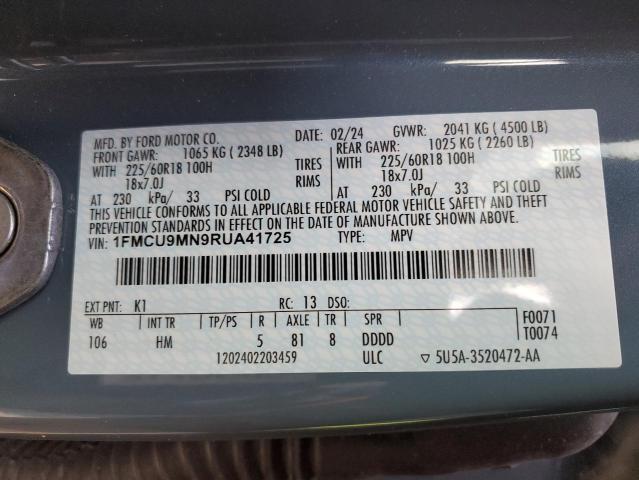 MFD. BY FORD MOTOR CO. DATE: 02/24 GVWR: 2041 KG ( 4500 LB)
FRONT GAWR: 1065 KG ( 2348 LB) REAR GAWR: 1025 KG ( 2260 LB)
WITH 225/60R18 100H TIRES WITH 225/60R18 100H TIRES
18x7.0J RIMS 18x7.0J RIMS
AT 230 kPa/ 33 PSI COLD AT 230 kPa/ 33 PSI COLD
THIS VEHICLE CONFORMS TO ALL APPLICABLE FEDERAL MOTOR VEHICLE SAFETY AND THEFT
PREVENTION STANDARDS IN EFFECT ON THE DATE OF MANUFACTURE SHOWN ABOVE.
VIN: 1FMCU9MN9RUA41725 TYPE: MPV
EXT PNT: K1 RC: 13 DSO: F0071
WB INT TR TP/PS R AXLE TR SPR T0074
106 HM 5 81 8 DDDD
1202402203459 ULC ▽ 5U5A-3520472-AA